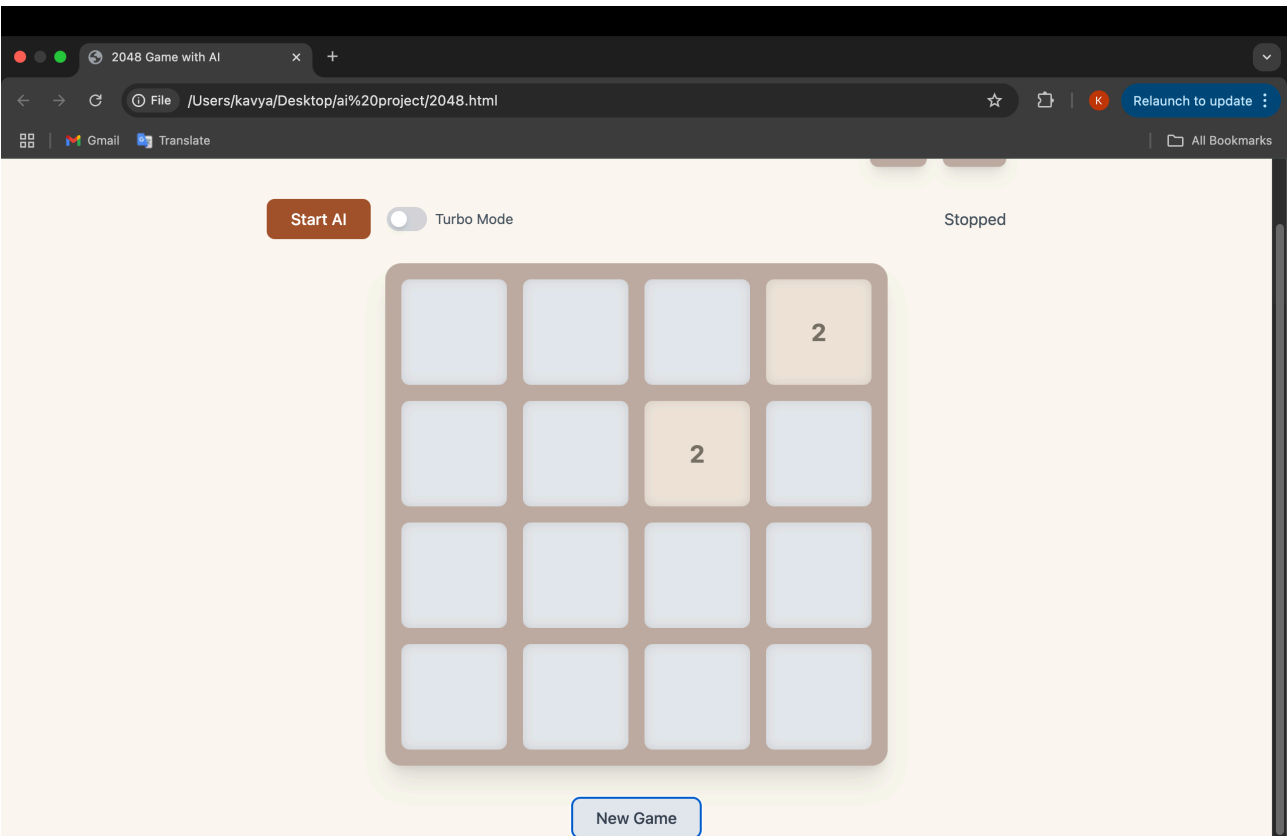 2048 Game with AI
File /Users/kavya/Desktop/ai%20project/2048.html K Relaunch to update
Gmail Translate All Bookmarks
Start AI Turbo Mode Stopped
2
2
New Game